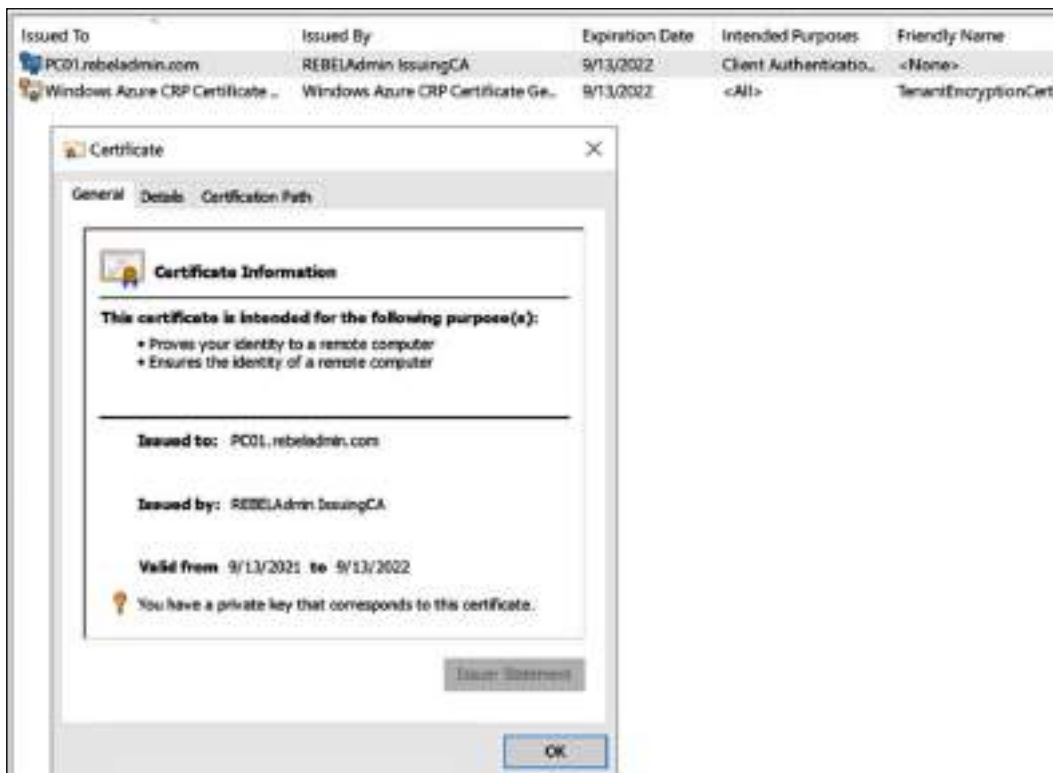 Issued To Issued By Expiration Date Intended Purposes Friendly Name
PC01.rebeladmin.com REBELAdmin IssuingCA 9/13/2022 Client Authenticatio... <None>
Windows Azure CRP Certificate ... Windows Azure CRP Certificate Ge... 9/13/2022 <All> TenantEncryptionCert
Certificate
General Details Certification Path
Certificate Information
This certificate is intended for the following purpose(s):
• Proves your identity to a remote computer
• Ensures the identity of a remote computer
Issued to: PC01.rebeladmin.com
Issued by: REBELAdmin IssuingCA
Valid from 9/13/2021 to 9/13/2022
You have a private key that corresponds to this certificate.
Issuer Statement
OK